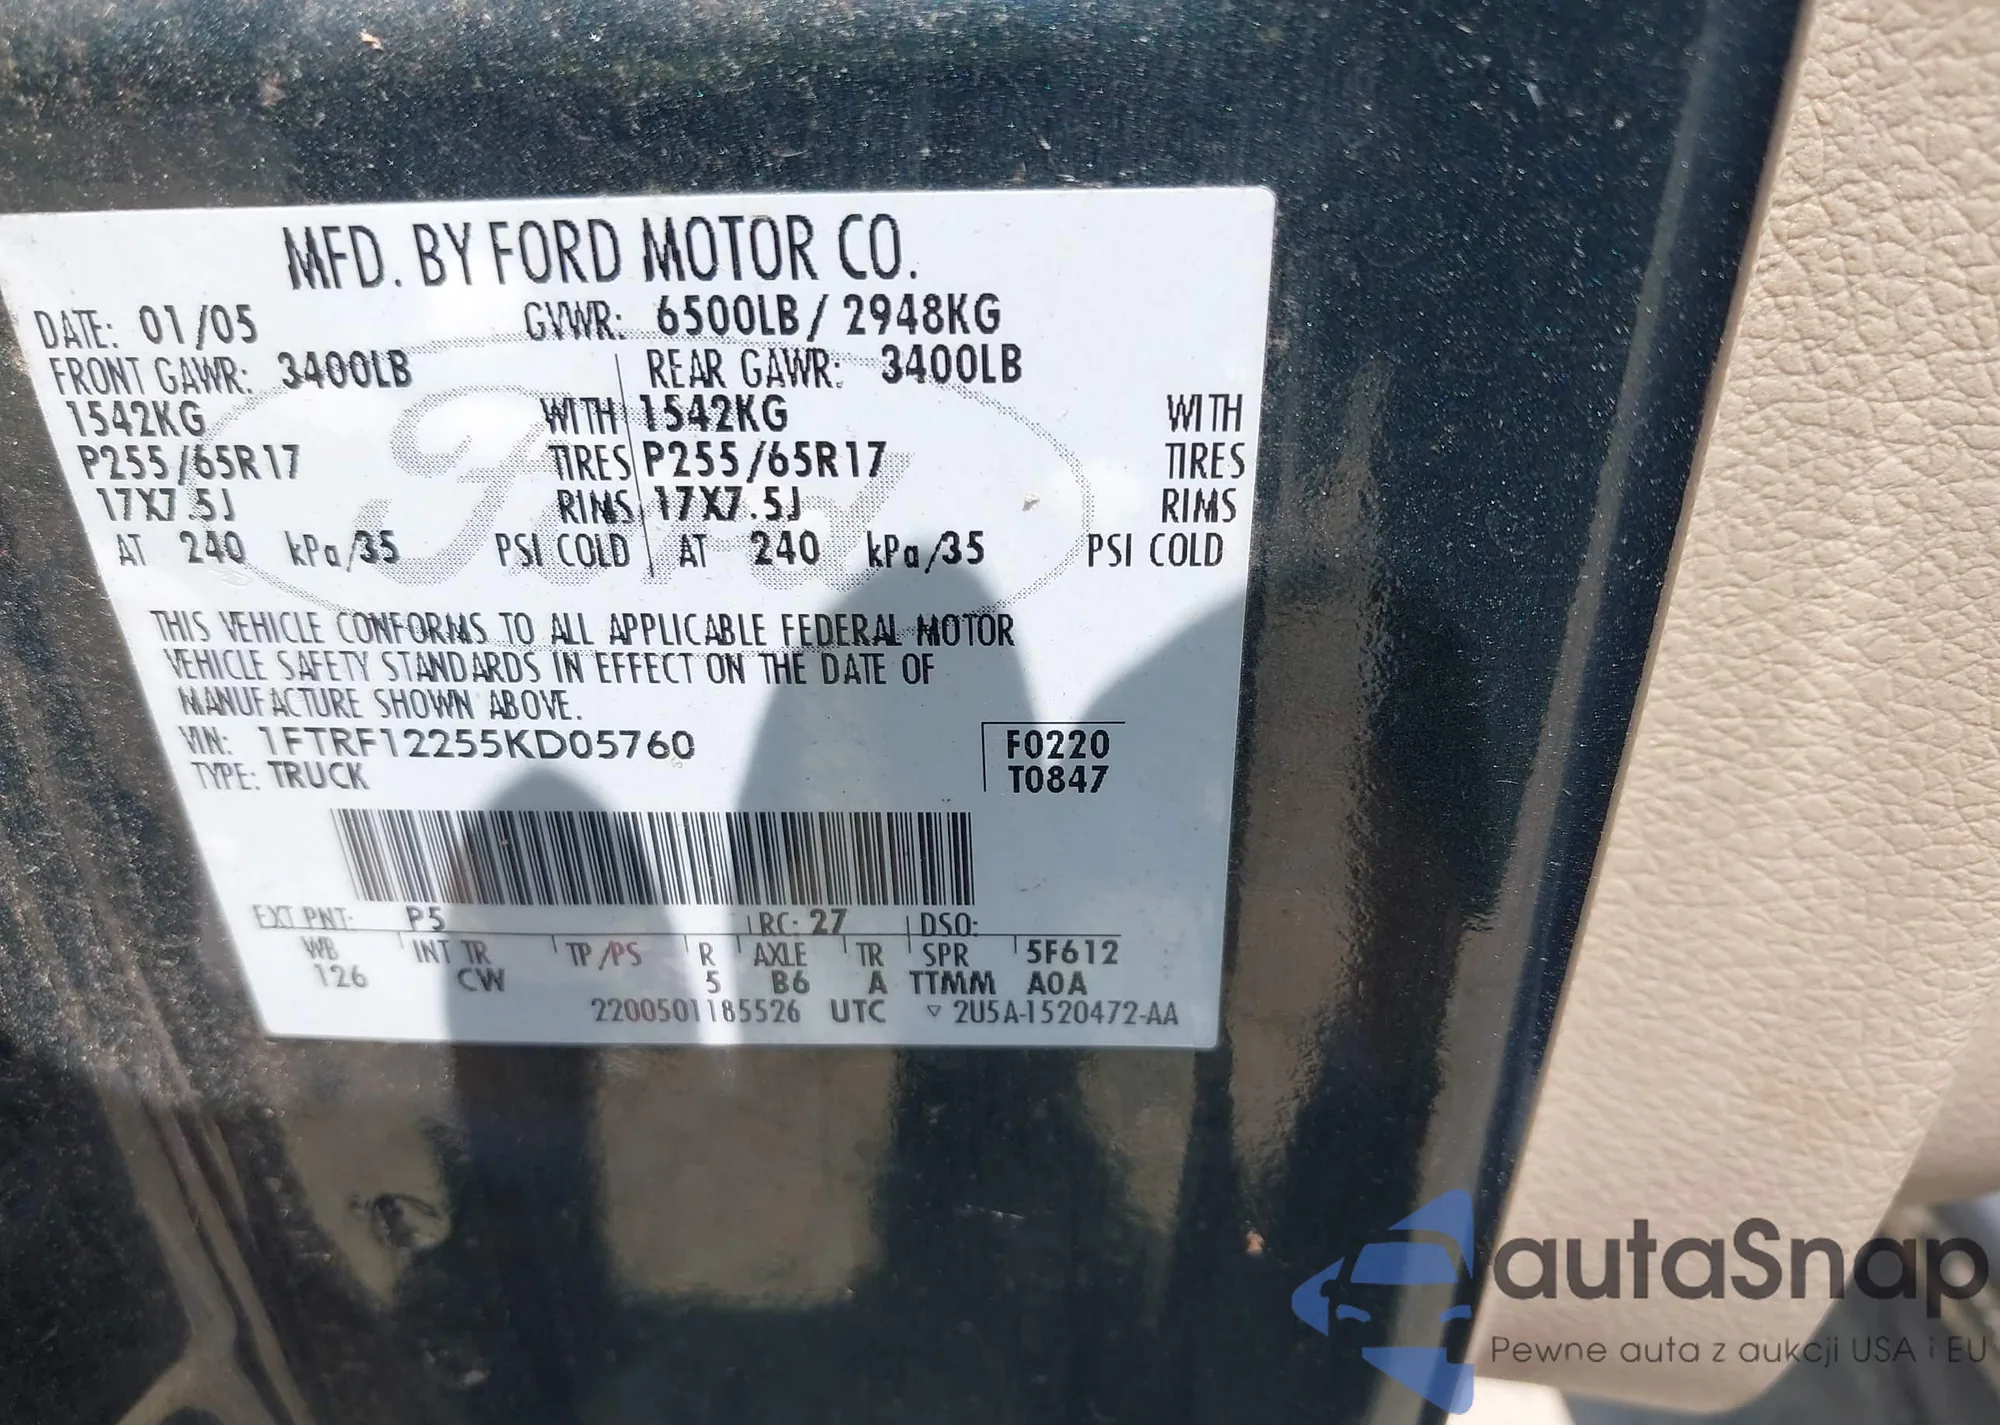 MFD. BY FORD MOTOR CO.
DATE: 01/05 GVWR: 6500LB / 2948KG
FRONT GAWR: 3400LB REAR GAWR: 3400LB
1542KG WITH 1542KG WITH
P255/65R17 TIRES P255/65R17 TIRES
17X7.5J RIMS 17X7.5J RIMS
AT 240 kPa/35 PSI COLD AT 240 kPa/35 PSI COLD
THIS VEHICLE CONFORMS TO ALL APPLICABLE FEDERAL MOTOR
VEHICLE SAFETY STANDARDS IN EFFECT ON THE DATE OF
MANUFACTURE SHOWN ABOVE.
VIN: 1FTRF12255KD05760 F0220
TYPE: TRUCK T0847
EXT PNT: P5 RC: 27 DSO:
WB INT TR TP/PS R AXLE TR SPR 5F612
126 CW 5 B6 A TTMM A0A
2200501185526 UTC ▽ 2U5A-1520472-AA
Ford
autaSnap
Pewne auta z aukcji USA i EU